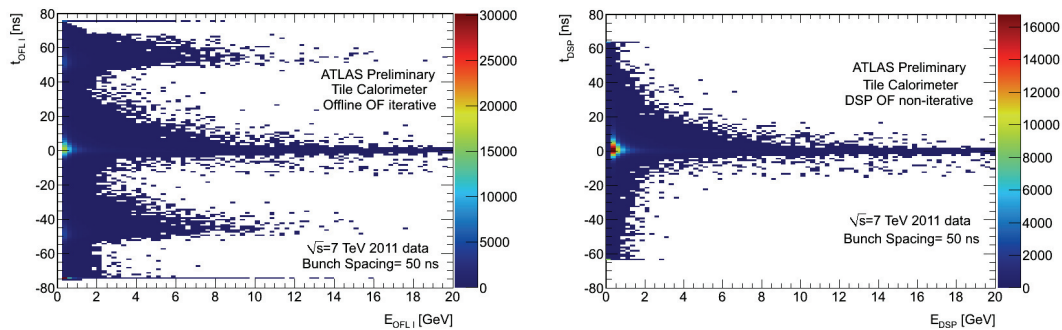 t_OFL I [ns]
80
60
40
20
0
-20
-40
-60
-80
ATLAS Preliminary
Tile Calorimeter
Offline OF iterative
√s=7 TeV 2011 data
Bunch Spacing= 50 ns
0 2 4 6 8 10 12 14 16 18 20
E_OFL I [GeV]
30000
25000
20000
15000
10000
5000
0
t_DSP [ns]
80
60
40
20
0
-20
-40
-60
-80
ATLAS Preliminary
Tile Calorimeter
DSP OF non-iterative
√s=7 TeV 2011 data
Bunch Spacing= 50 ns
0 2 4 6 8 10 12 14 16 18 20
E_DSP [GeV]
16000
14000
12000
10000
8000
6000
4000
2000
0